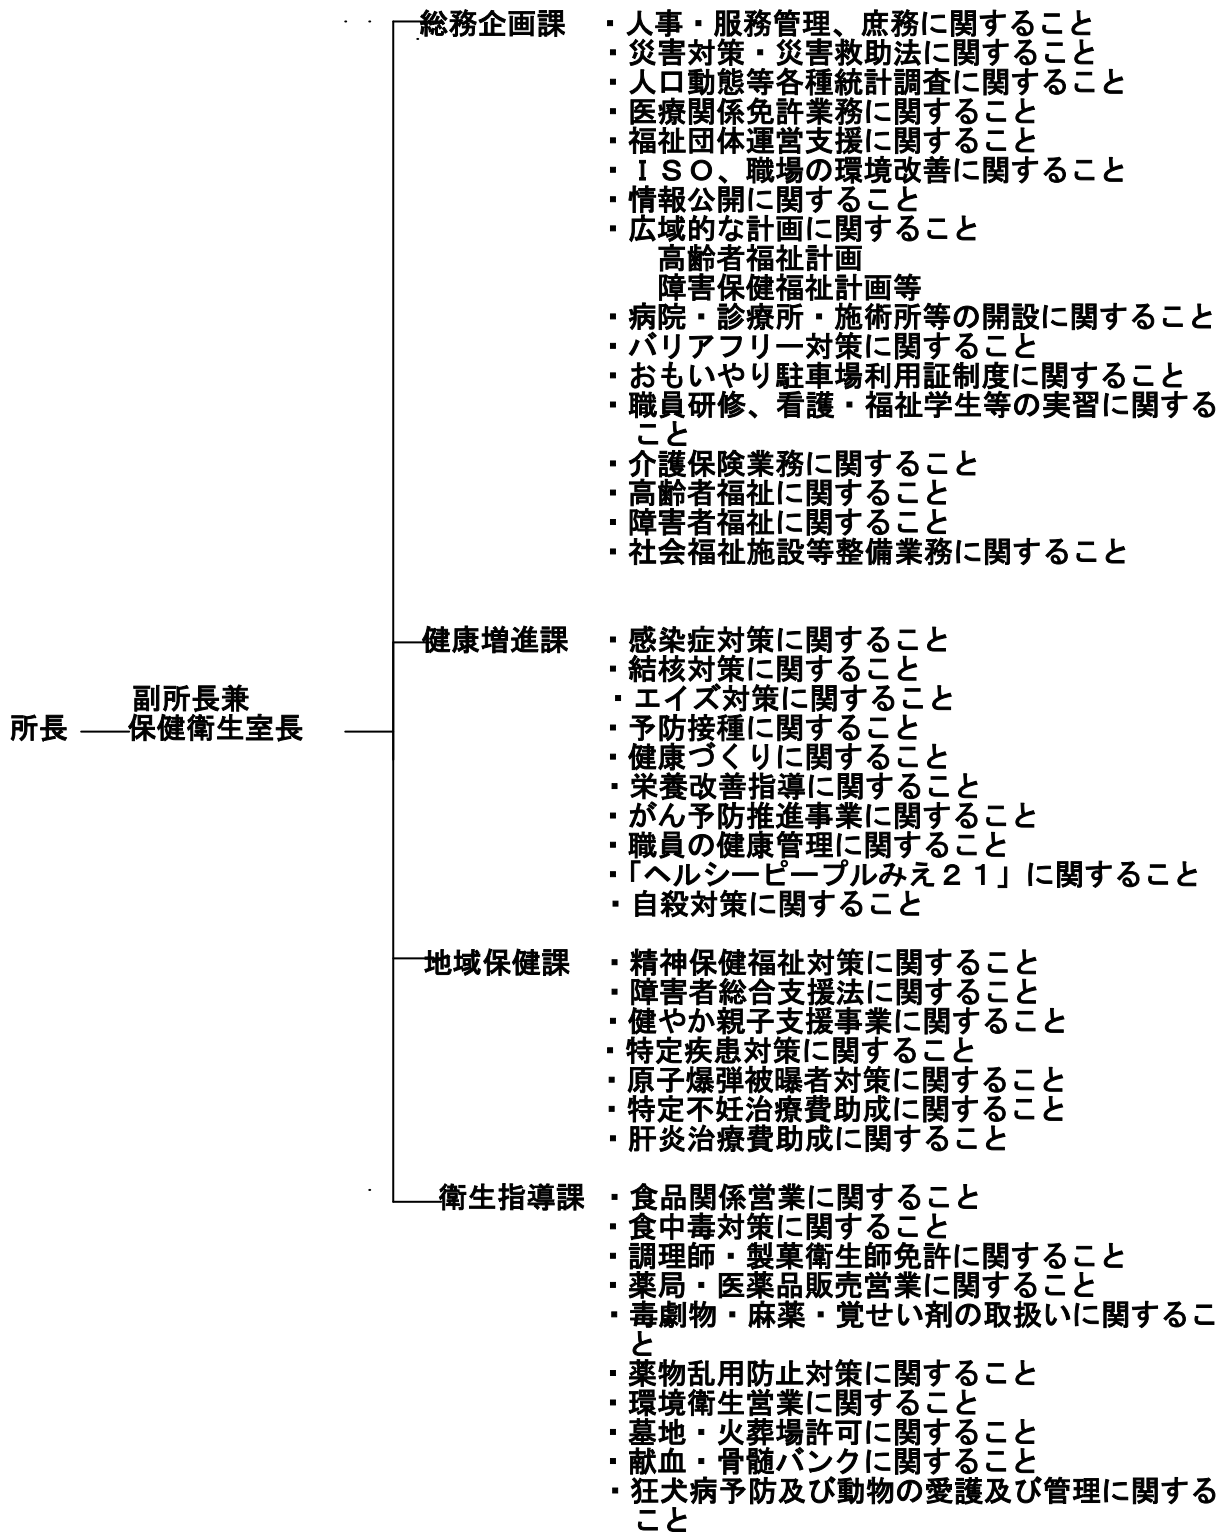 所長
副所長兼
保健衛生室長
総務企画課
・人事・服務管理、庶務に関すること
・災害対策・災害救助法に関すること
・人口動態等各種統計調査に関すること
・医療関係免許業務に関すること
・福祉団体運営支援に関すること
・ＩＳＯ、職場の環境改善に関すること
・情報公開に関すること
・広域的な計画に関すること
高齢者福祉計画
障害保健福祉計画等
・病院・診療所・施術所等の開設に関すること
・バリアフリー対策に関すること
・おもいやり駐車場利用証制度に関すること
・職員研修、看護・福祉学生等の実習に関する
こと
・介護保険業務に関すること
・高齢者福祉に関すること
・障害者福祉に関すること
・社会福祉施設等整備業務に関すること
健康増進課
・感染症対策に関すること
・結核対策に関すること
・エイズ対策に関すること
・予防接種に関すること
・健康づくりに関すること
・栄養改善指導に関すること
・がん予防推進事業に関すること
・職員の健康管理に関すること
・「ヘルシーピープルみえ２１」に関すること
・自殺対策に関すること
地域保健課
・精神保健福祉対策に関すること
・障害者総合支援法に関すること
・健やか親子支援事業に関すること
・特定疾患対策に関すること
・原子爆弾被曝者対策に関すること
・特定不妊治療費助成に関すること
・肝炎治療費助成に関すること
衛生指導課
・食品関係営業に関すること
・食中毒対策に関すること
・調理師・製菓衛生師免許に関すること
・薬局・医薬品販売営業に関すること
・毒劇物・麻薬・覚せい剤の取扱いに関するこ
と
・薬物乱用防止対策に関すること
・環境衛生営業に関すること
・墓地・火葬場許可に関すること
・献血・骨髄バンクに関すること
・狂犬病予防及び動物の愛護及び管理に関する
こと